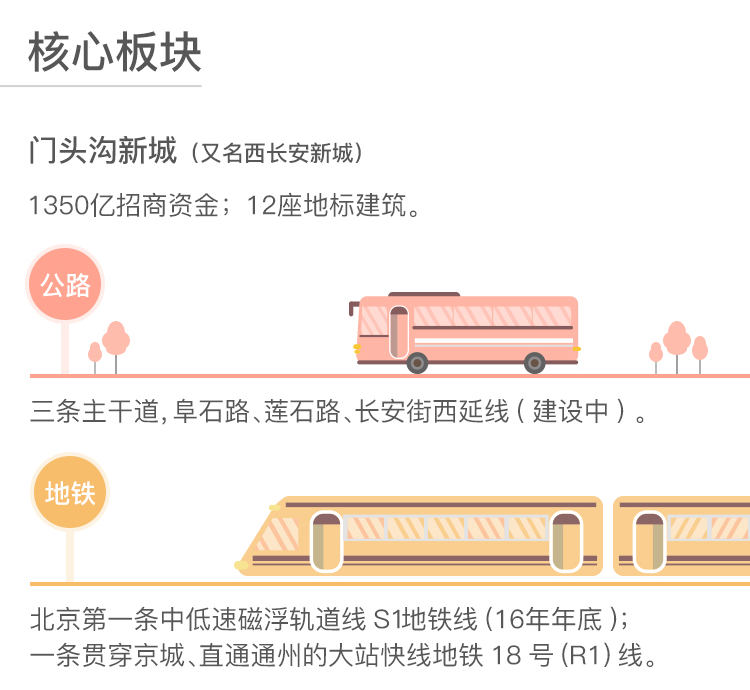 核心板块
门头沟新城（又名西长安新城）
1350亿招商资金；12座地标建筑。
公路
三条主干道，阜石路、莲石路、长安街西延线（建设中）。
地铁
北京第一条中低速磁浮轨道线 S1地铁线（16年年底）；
一条贯穿京城、直通通州的大站快线地铁 18 号（R1）线。